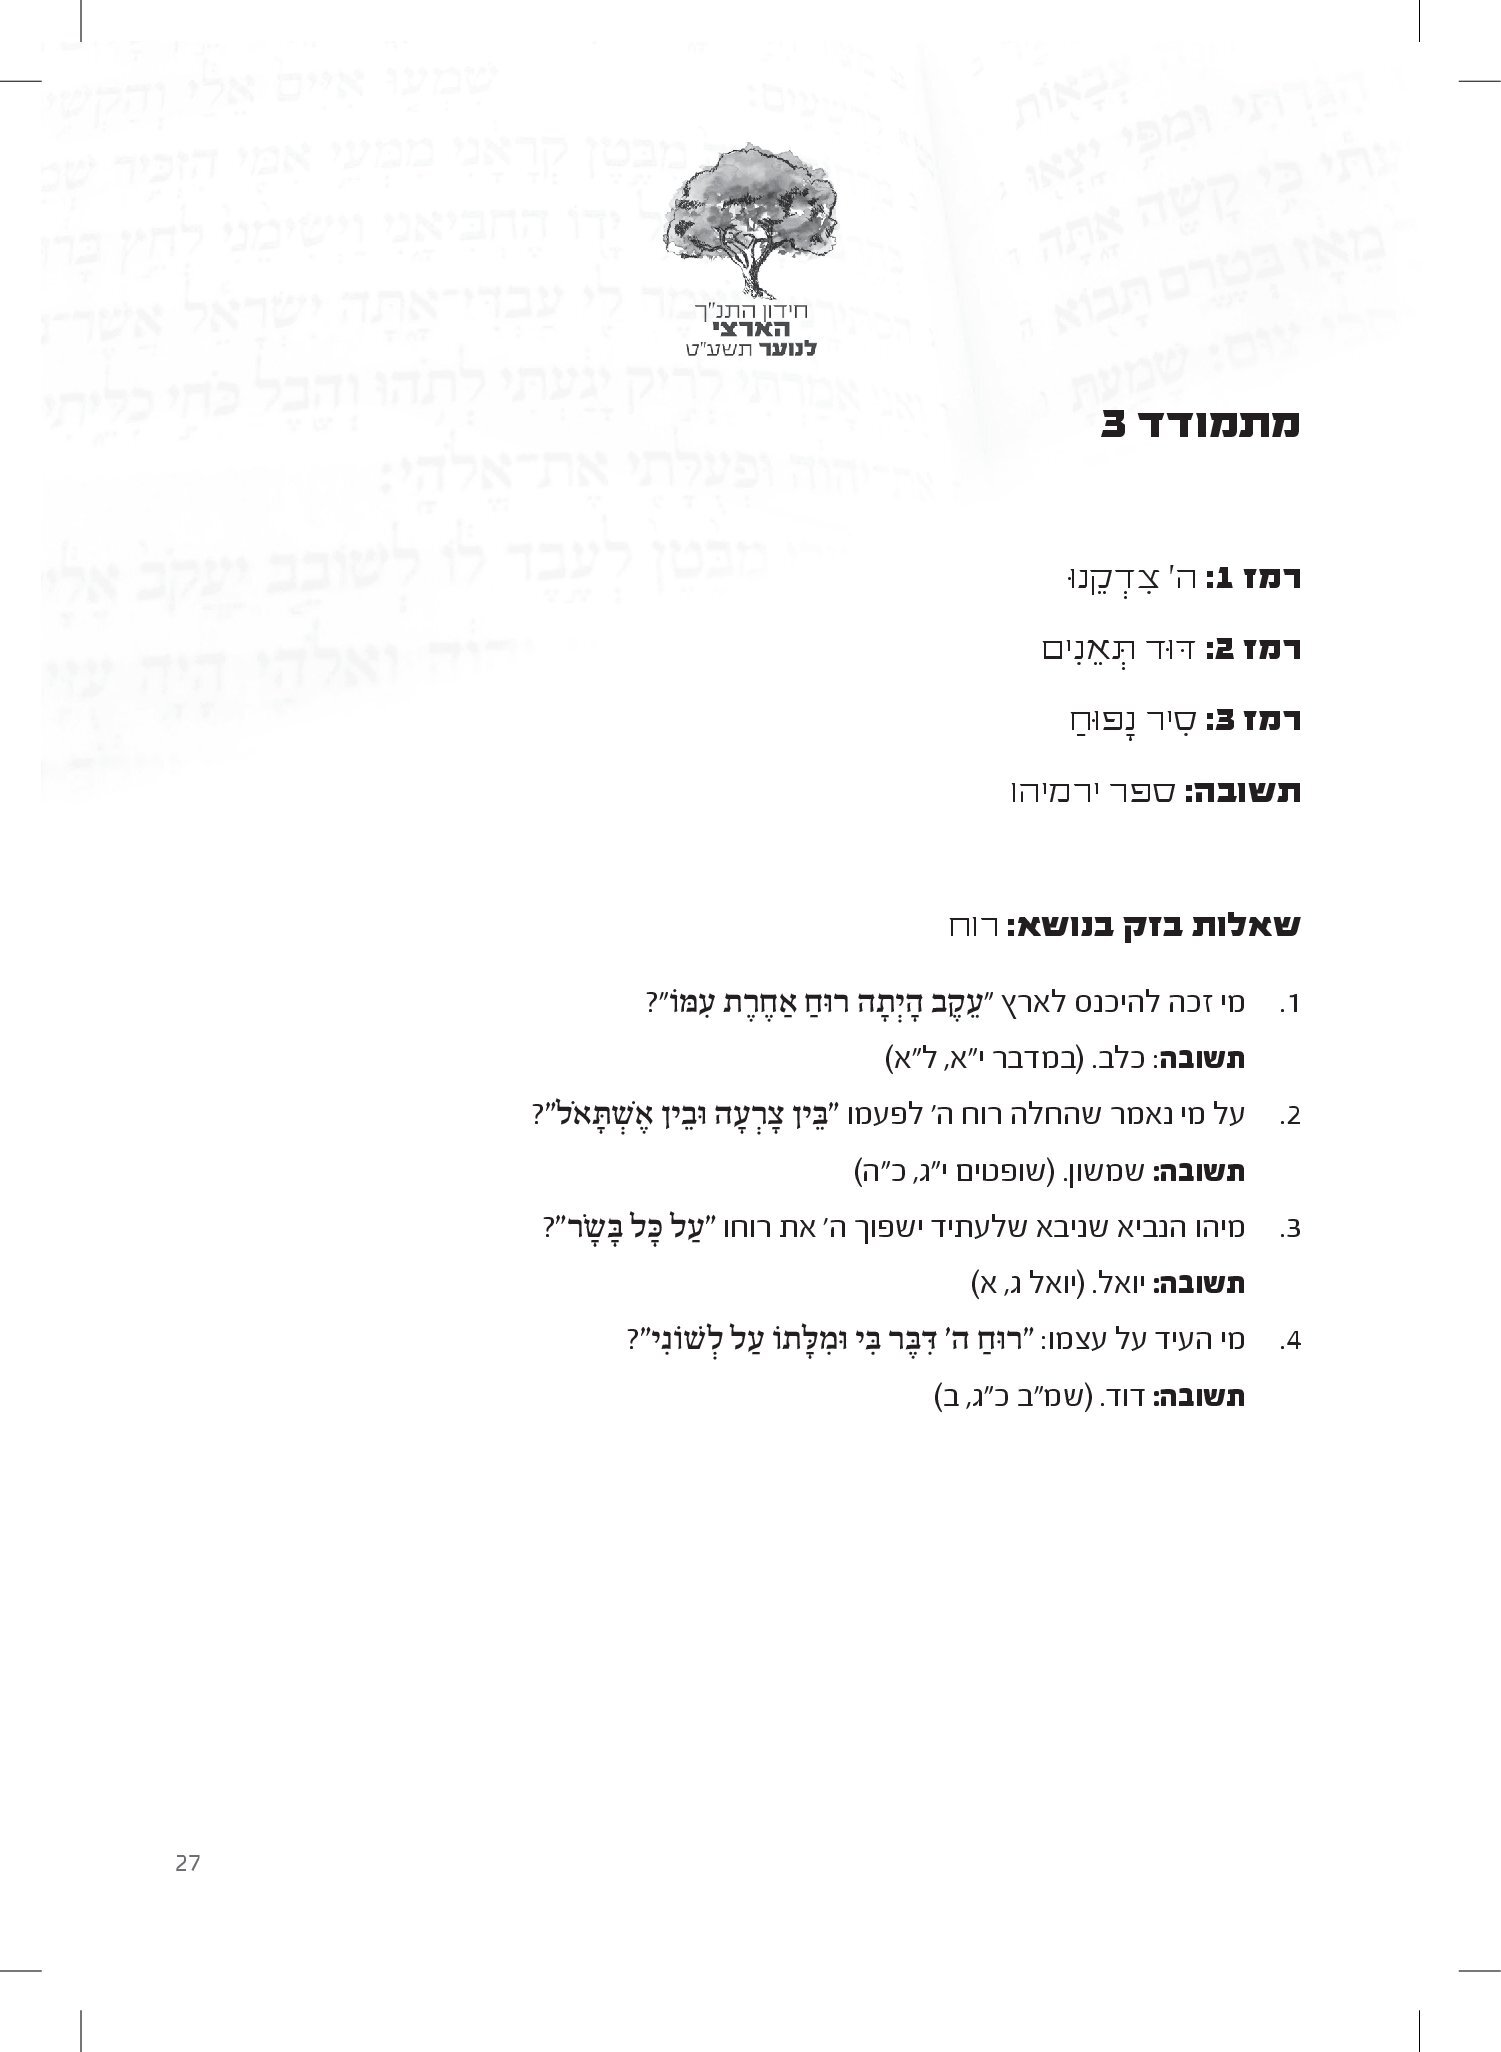 חידון התנ"ך
הארצי
לנוער תשע"ט
מתמודד 3
רמז 1: ה' צִדְקֵנוּ
רמז 2: דּוּד תְּאֵנִים
רמז 3: סִיר נָפוּחַ
תשובה: ספר ירמיהו
שאלות בזק בנושא: רוח
1. מי זכה להיכנס לארץ "עֵקֶב הָיְתָה רוּחַ אַחֶרֶת עִמּוֹ"?
תשובה: כלב. (במדבר י"א, ל"א)
2. על מי נאמר שהחלה רוח ה' לפעמו "בֵּין צָרְעָה וּבֵין אֶשְׁתָּאֹל"?
תשובה: שמשון. (שופטים י"ג, כ"ה)
3. מיהו הנביא שניבא שלעתיד ישפוך ה' את רוחו "עַל כָּל בָּשָׂר"?
תשובה: יואל. (יואל ג, א)
4. מי העיד על עצמו: "רוּחַ ה' דִּבֶּר בִּי וּמִלָּתוֹ עַל לְשׁוֹנִי"?
תשובה: דוד. (שמ"ב כ"ג, ב)
27